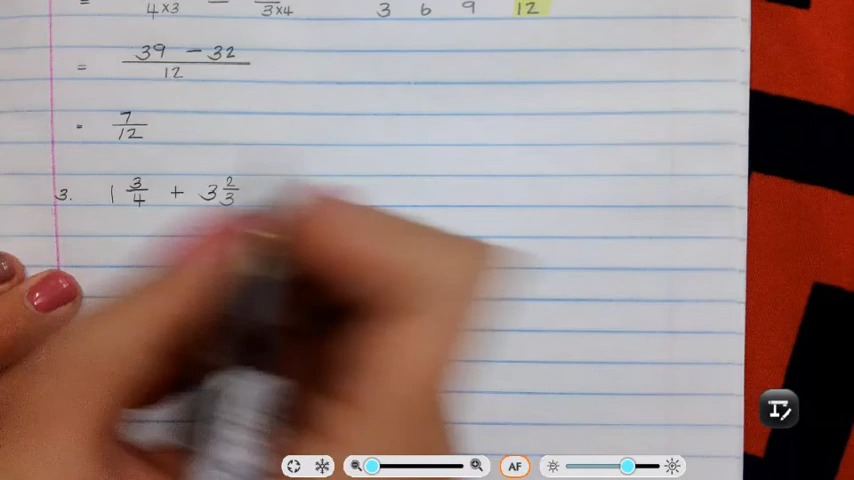 = 4×3 — 3×4 3 6 9 12
= 39 - 32
12
= 7
12
3. 1 3/4 + 3 2/3
AF